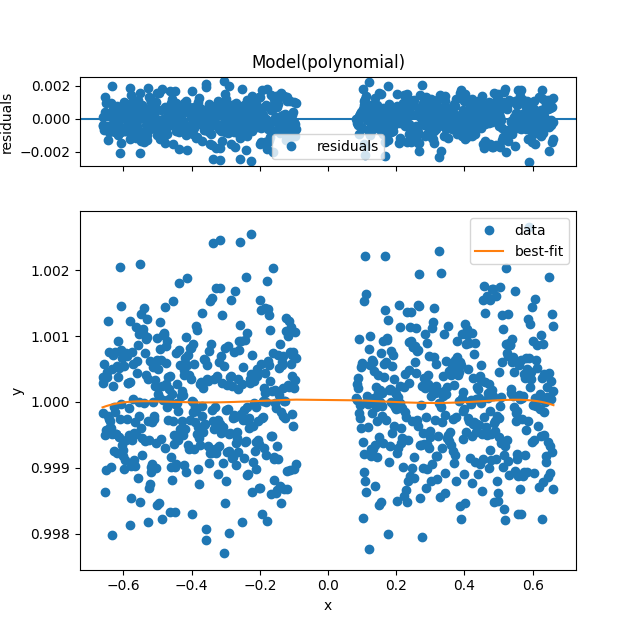 Model(polynomial)
residuals
0.002
0.000
−0.002
residuals
y
1.002
1.001
1.000
0.999
0.998
data
best-fit
−0.6
−0.4
−0.2
0.0
0.2
0.4
0.6
x